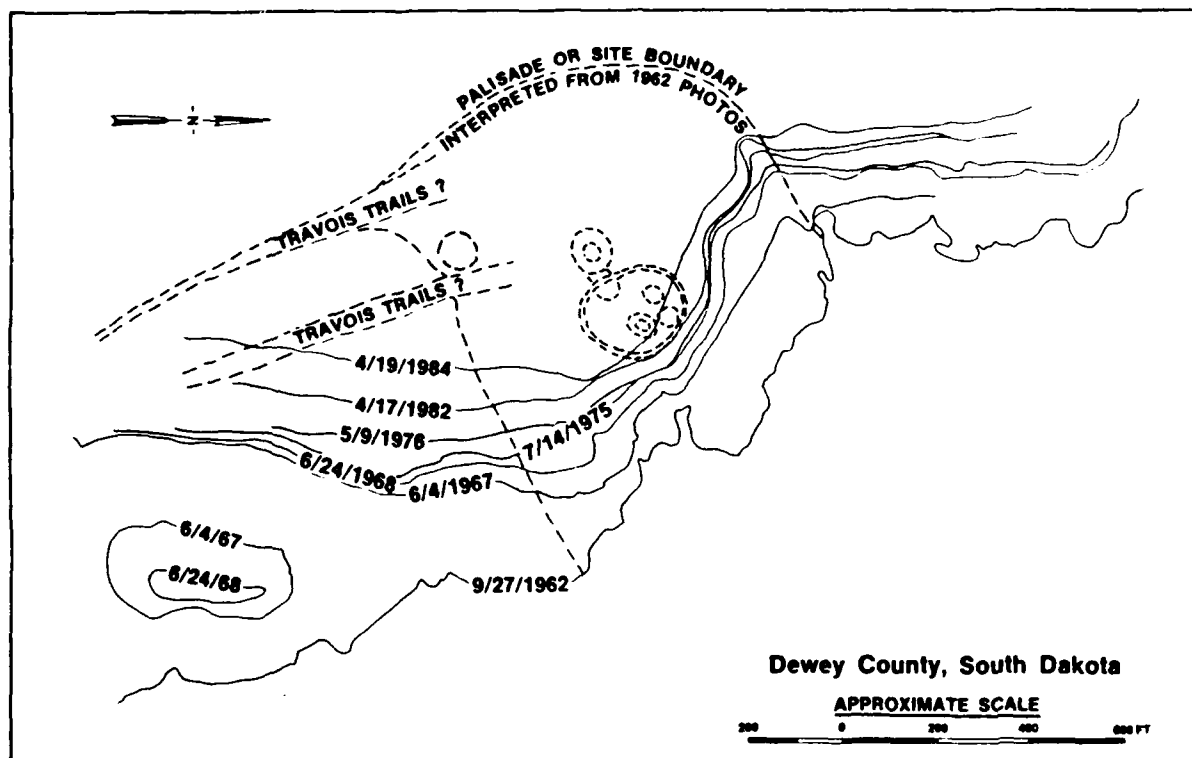 PALISADE OR SITE BOUNDARY
INTERPRETED FROM 1962 PHOTOS
N
TRAVOIS TRAILS ?
TRAVOIS TRAILS ?
4/19/1984
4/17/1982
5/9/1976
7/14/1975
6/24/1968
6/4/1967
6/4/67
6/24/68
9/27/1962
Dewey County, South Dakota
APPROXIMATE SCALE
200 0 200 400 600 FT